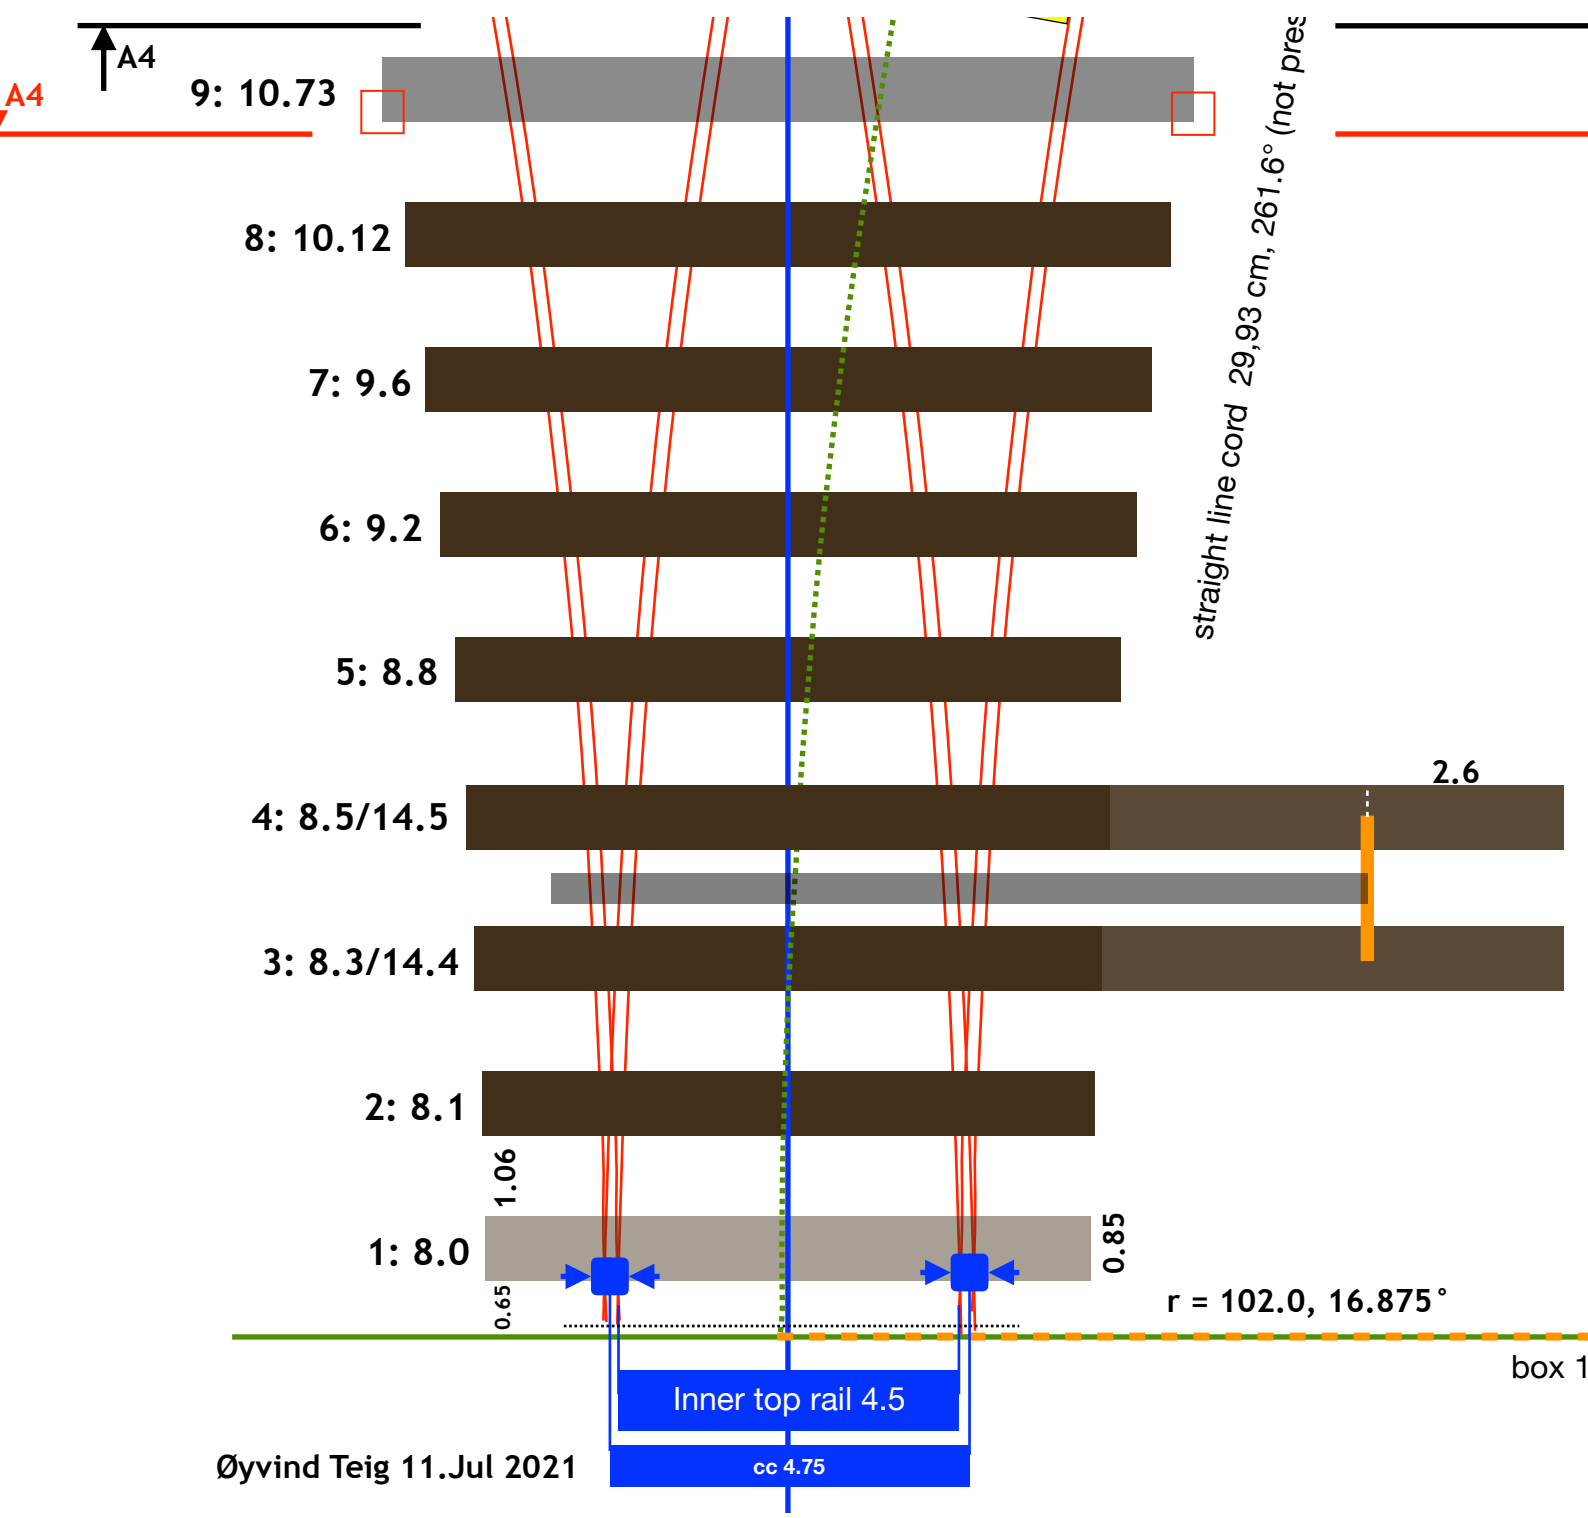 A4
A4
9: 10.73
8: 10.12
7: 9.6
6: 9.2
5: 8.8
2.6
4: 8.5/14.5
3: 8.3/14.4
2: 8.1
1.06
1: 8.0
0.85
0.65
straight line cord 29,93 cm, 261.6° (not pres
r = 102.0, 16.875°
box 1
Inner top rail 4.5
cc 4.75
Øyvind Teig 11.Jul 2021